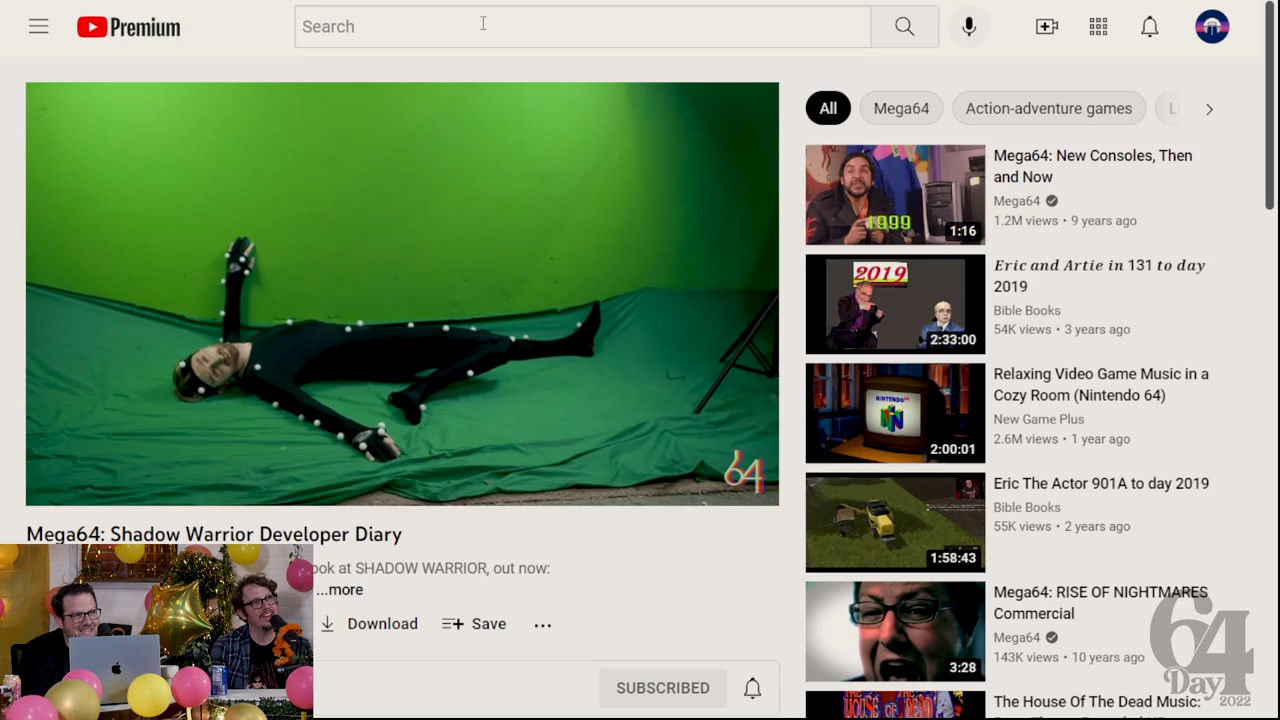 Premium
Search
64
Mega64: Shadow Warrior Developer Diary
ook at SHADOW WARRIOR, out now:
...more
Download
Save
SUBSCRIBED
All
Mega64
Action-adventure games
L
1999
1:16
Mega64: New Consoles, Then
and Now
Mega64
1.2M views • 9 years ago
2019
2:33:00
Eric and Artie in 131 to day
2019
Bible Books
54K views • 3 years ago
NINTENDO64
N
2:00:01
Relaxing Video Game Music in a
Cozy Room (Nintendo 64)
New Game Plus
2.6M views • 1 year ago
1:58:43
Eric The Actor 901A to day 2019
Bible Books
55K views • 2 years ago
3:28
Mega64: RISE OF NIGHTMARES
Commercial
Mega64
143K views • 10 years ago
THE HOUSE OF THE DEAD
The House Of The Dead Music:
64
Day
2022